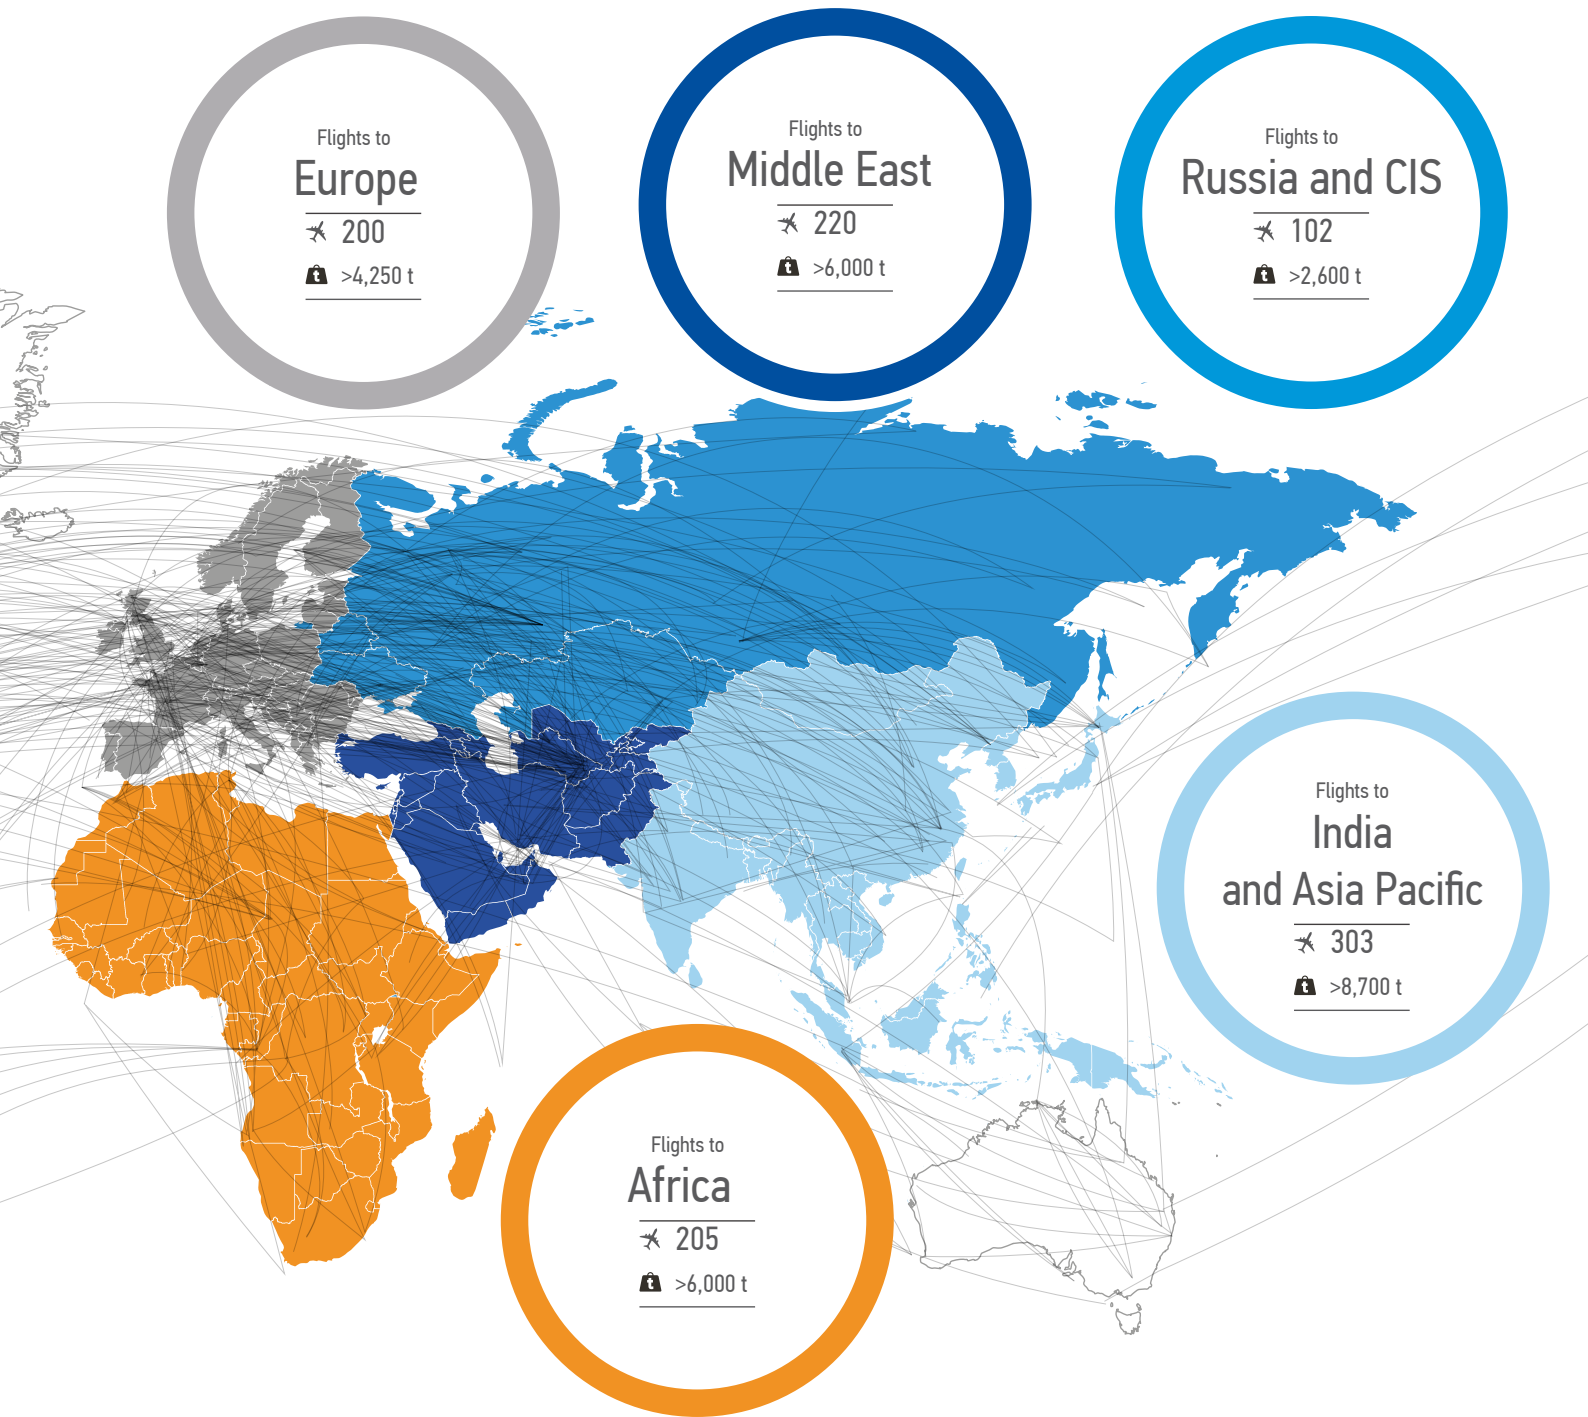 Flights to
Europe
200
>4,250 t
Flights to
Middle East
220
>6,000 t
Flights to
Russia and CIS
102
>2,600 t
Flights to
India
and Asia Pacific
303
>8,700 t
Flights to
Africa
205
>6,000 t